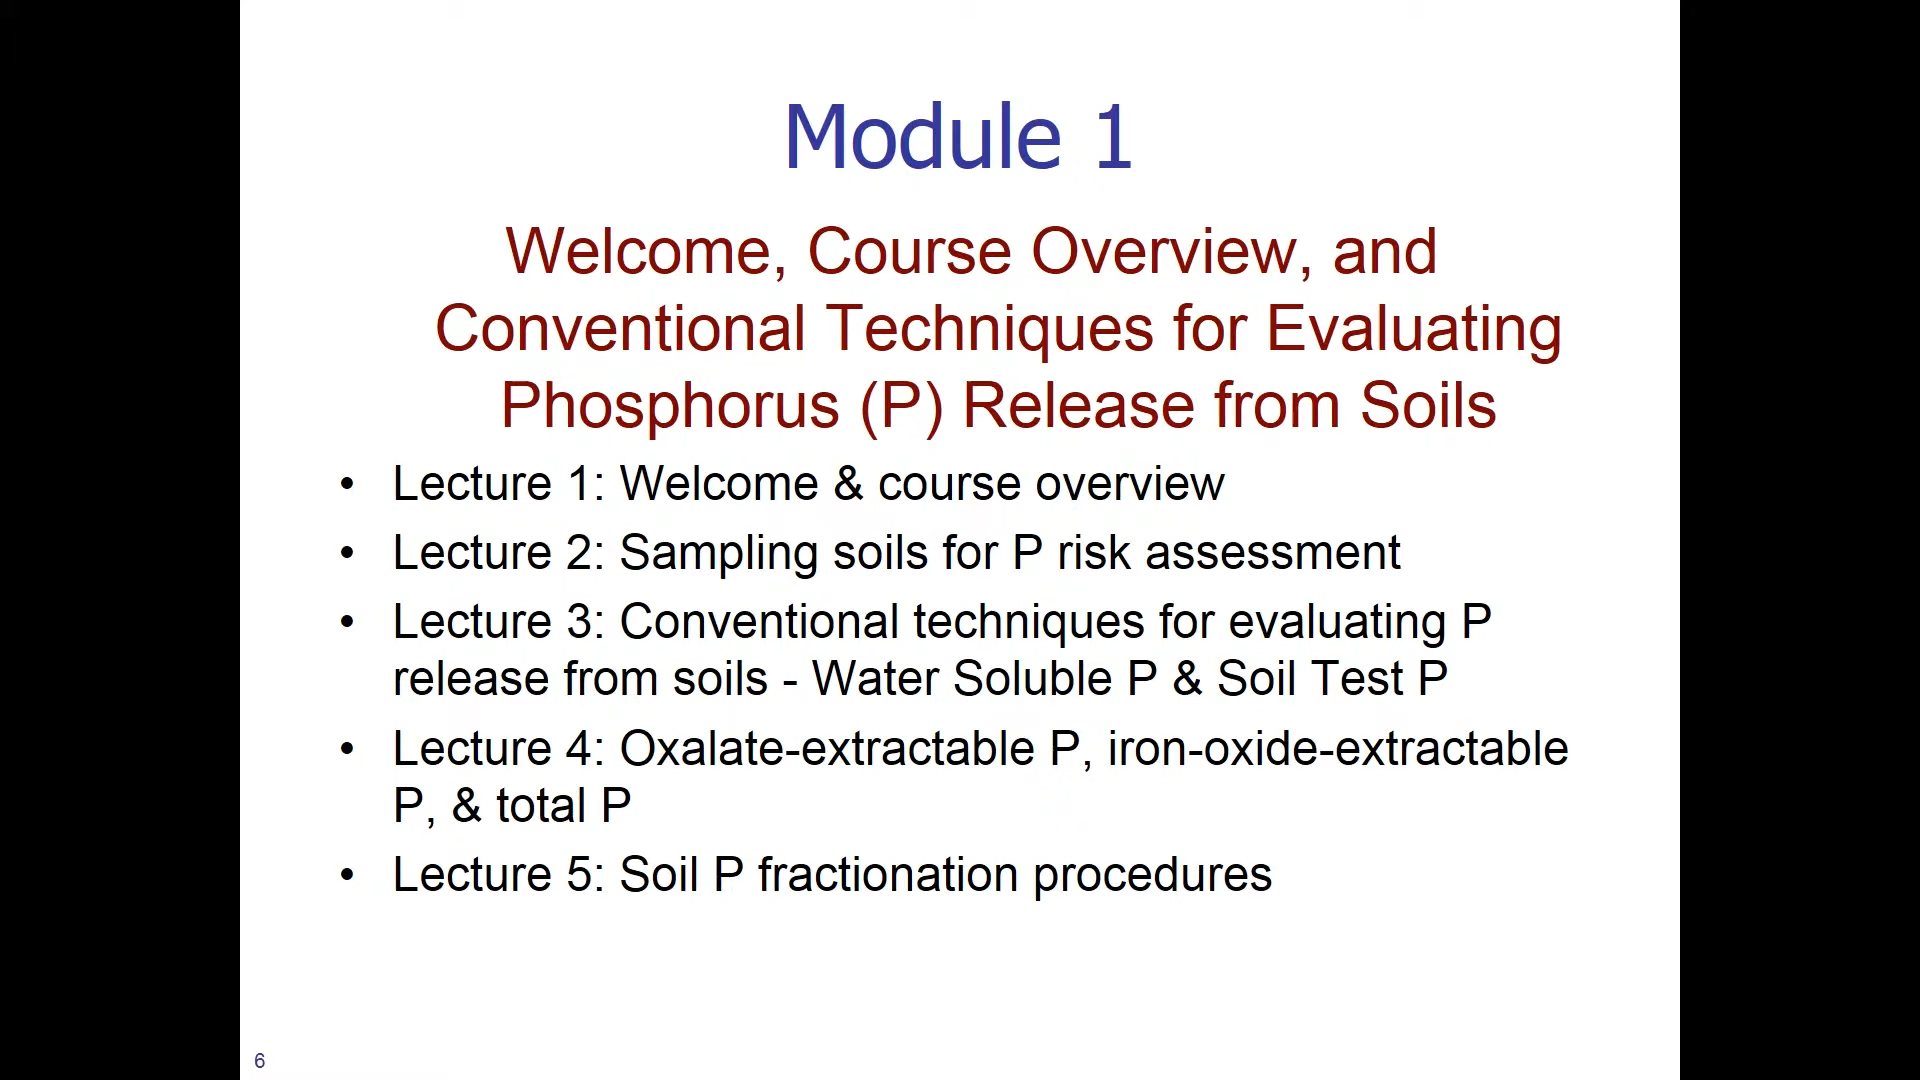 Module 1
Welcome, Course Overview, and
Conventional Techniques for Evaluating
Phosphorus (P) Release from Soils
• Lecture 1: Welcome & course overview
• Lecture 2: Sampling soils for P risk assessment
• Lecture 3: Conventional techniques for evaluating P
release from soils - Water Soluble P & Soil Test P
• Lecture 4: Oxalate-extractable P, iron-oxide-extractable
P, & total P
• Lecture 5: Soil P fractionation procedures
6